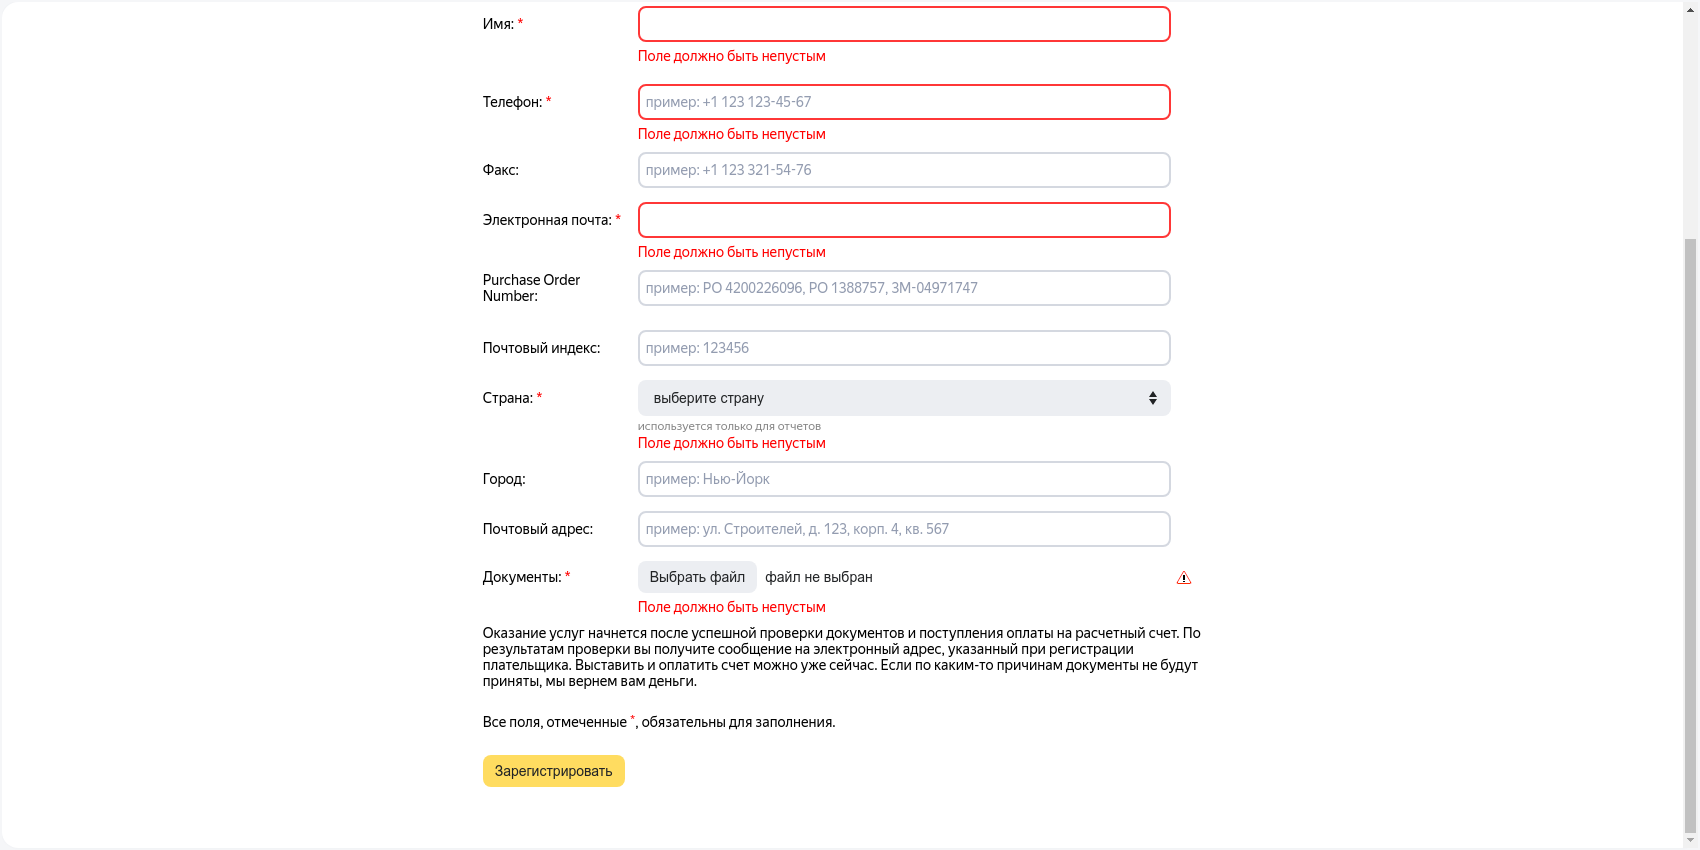 Имя: *
Поле должно быть непустым
Телефон: *
пример: +1 123 123-45-67
Поле должно быть непустым
Факс:
пример: +1 123 321-54-76
Электронная почта: *
Поле должно быть непустым
Purchase Order
Number:
пример: PO 4200226096, PO 1388757, 3M-04971747
Почтовый индекс:
пример: 123456
Страна: *
выберите страну
используется только для отчетов
Поле должно быть непустым
Город:
пример: Нью-Йорк
Почтовый адрес:
пример: ул. Строителей, д. 123, корп. 4, кв. 567
Документы: *
Выбрать файл
файл не выбран
Поле должно быть непустым
Оказание услуг начнется после успешной проверки документов и поступления оплаты на расчетный счет. По
результатам проверки вы получите сообщение на электронный адрес, указанный при регистрации
плательщика. Выставить и оплатить счет можно уже сейчас. Если по каким-то причинам документы не будут
приняты, мы вернем вам деньги.
Все поля, отмеченные *, обязательны для заполнения.
Зарегистрировать